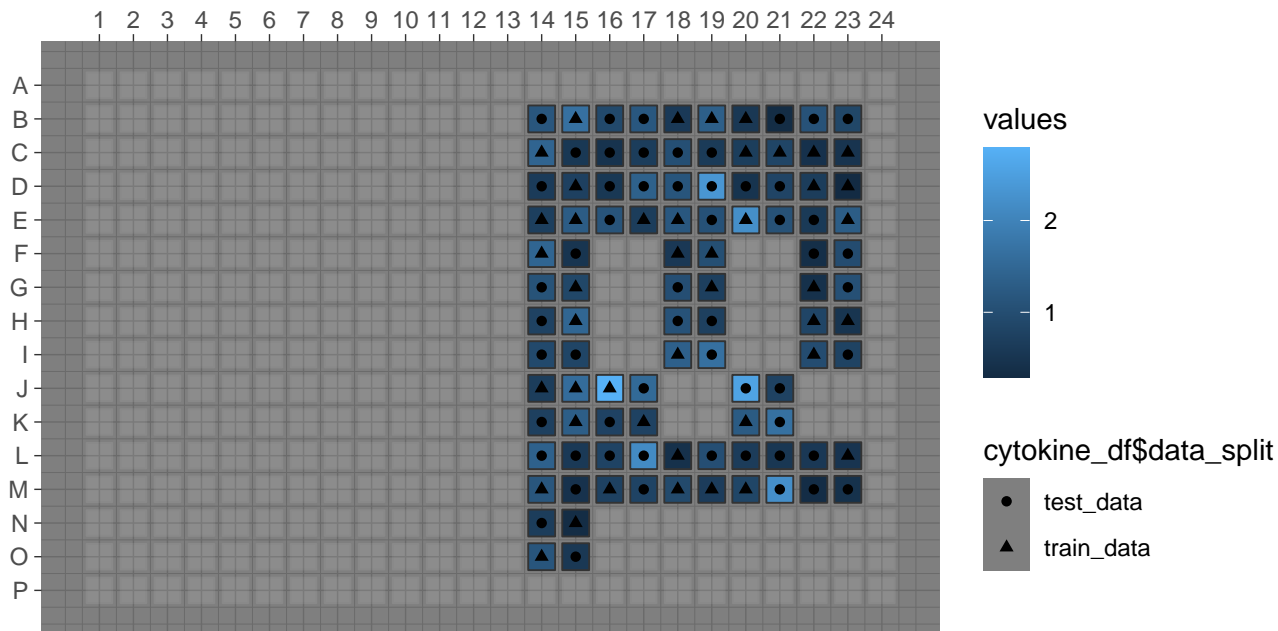 1 2 3 4 5 6 7 8 9 10 11 12 13 14 15 16 17 18 19 20 21 22 23 24
A
B
C
D
E
F
G
H
I
J
K
L
M
N
O
P
values
2
1
cytokine_df$data_split
test_data
train_data